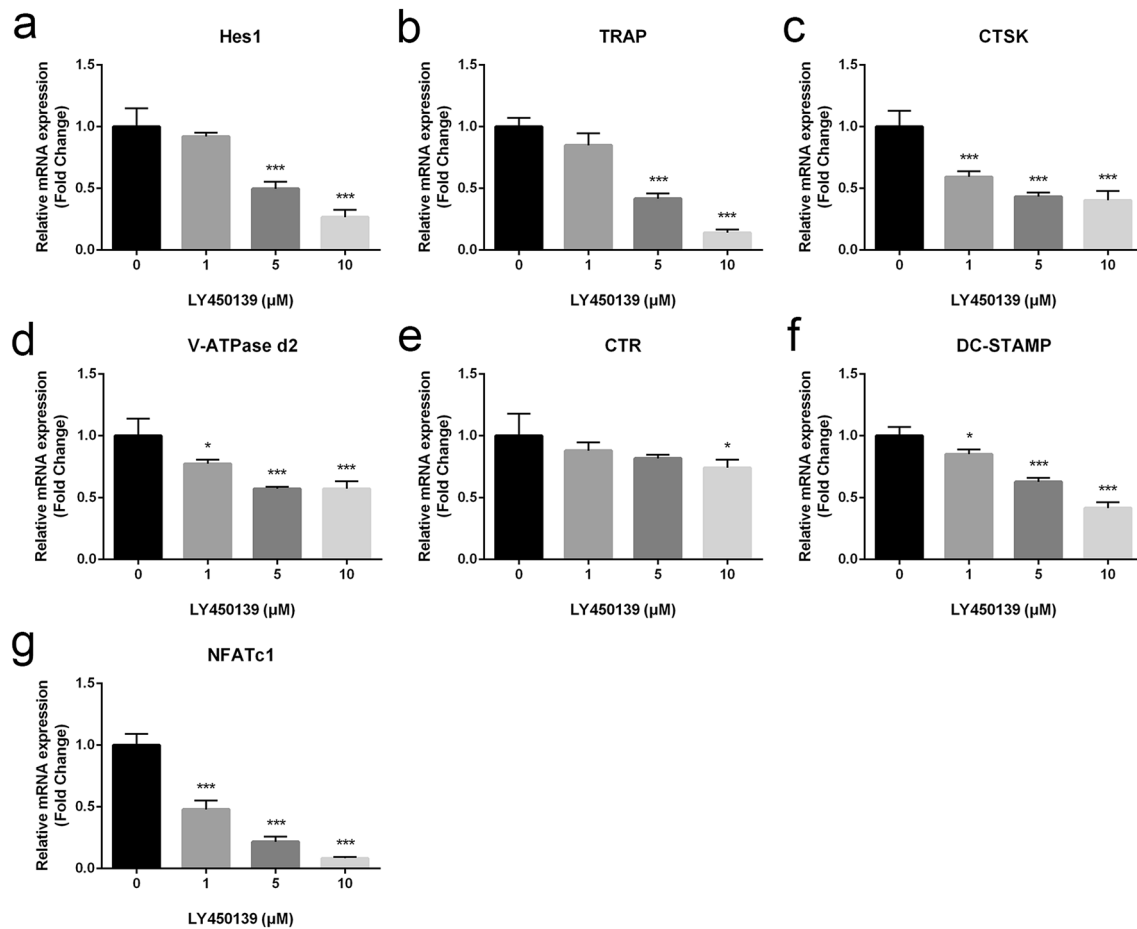 a
Hes1
Relative mRNA expression
(Fold Change)
1.5
1.0
0.5
0.0
***
***
0 1 5 10
LY450139 (µM)
b
TRAP
Relative mRNA expression
(Fold Change)
1.5
1.0
0.5
0.0
***
***
0 1 5 10
LY450139 (µM)
c
CTSK
Relative mRNA expression
(Fold Change)
1.5
1.0
0.5
0.0
*** *** ***
0 1 5 10
LY450139 (µM)
d
V-ATPase d2
Relative mRNA expression
(Fold Change)
1.5
1.0
0.5
0.0
*
*** ***
0 1 5 10
LY450139 (µM)
e
CTR
Relative mRNA expression
(Fold Change)
1.5
1.0
0.5
0.0
*
0 1 5 10
LY450139 (µM)
f
DC-STAMP
Relative mRNA expression
(Fold Change)
1.5
1.0
0.5
0.0
*
***
***
0 1 5 10
LY450139 (µM)
g
NFATc1
Relative mRNA expression
(Fold Change)
1.5
1.0
0.5
0.0
***
***
***
0 1 5 10
LY450139 (µM)